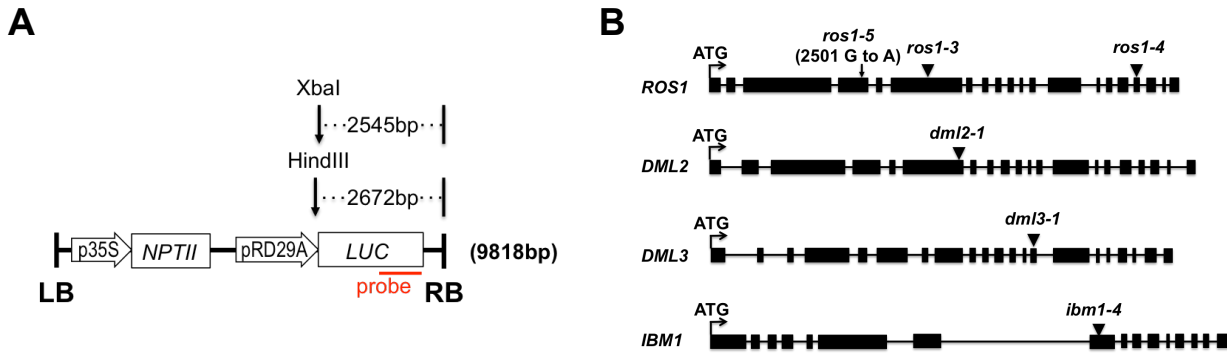 A
XbaI
2545bp
HindIII
2672bp
p35S NPTII pRD29A LUC (9818bp)
probe
LB RB
B
ros1-5
(2501 G to A) ros1-3 ros1-4
ATG
ROS1
dml2-1
ATG
DML2
dml3-1
ATG
DML3
ibm1-4
ATG
IBM1